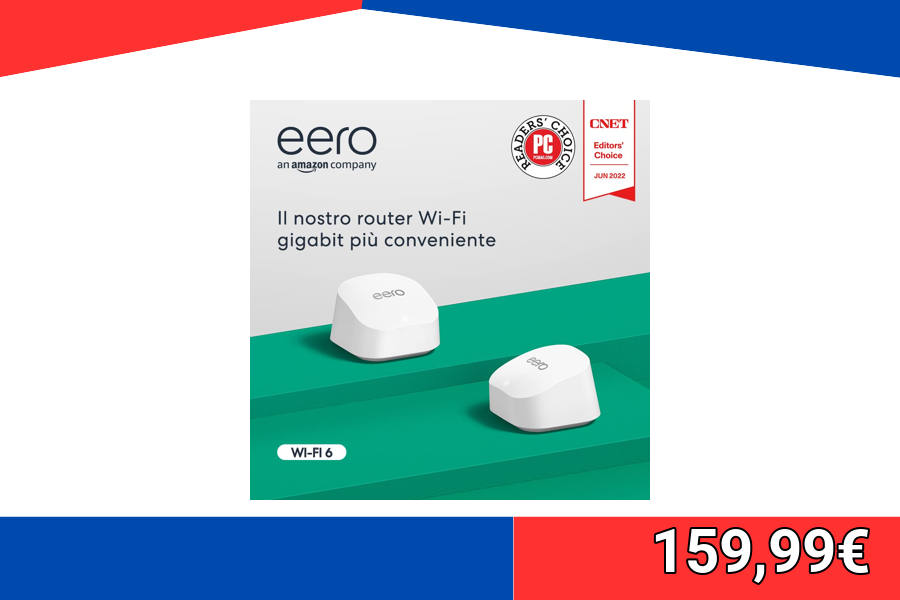 eero
an amazon company
READERS' CHOICE
PC
PCMAG.COM
CNET
Editors'
Choice
JUN 2022
Il nostro router Wi-Fi
gigabit più conveniente
eero
eero
WI-FI 6
159,99€